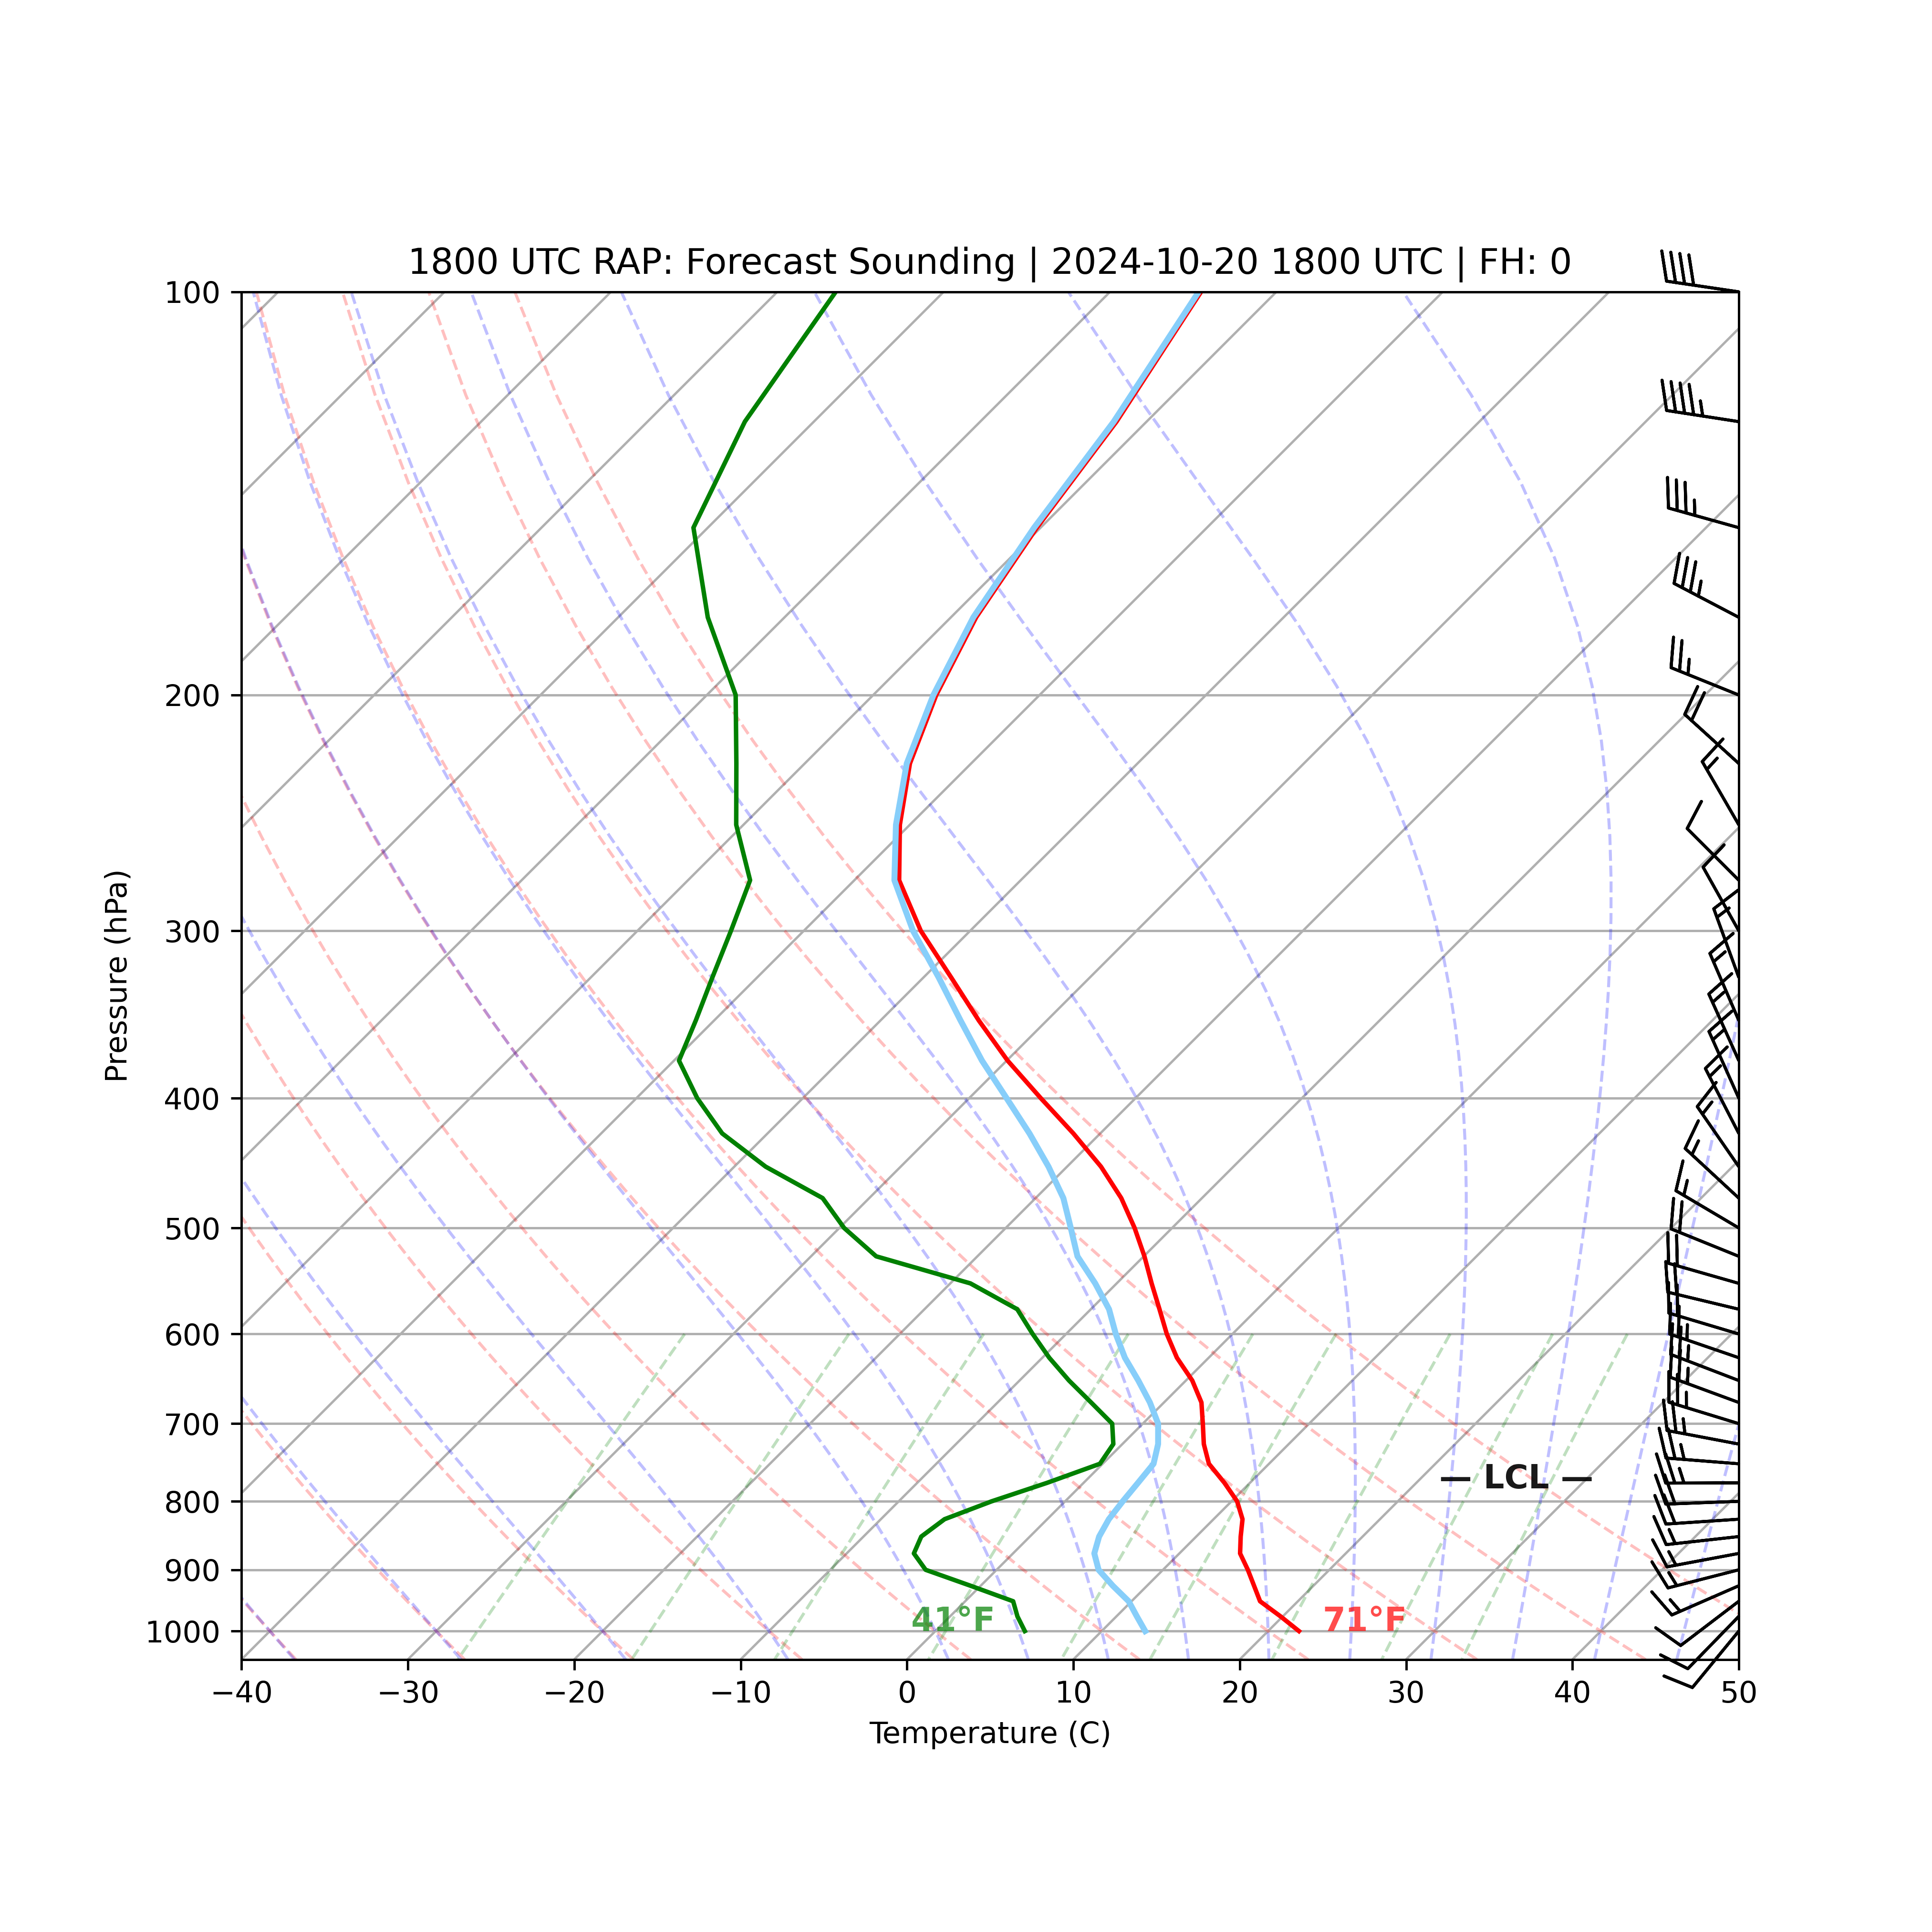 1800 UTC RAP: Forecast Sounding | 2024-10-20 1800 UTC | FH: 0
100
200
300
400
500
600
700
800
900
1000
Pressure (hPa)
— LCL —
41°F
71°F
−40 −30 −20 −10 0 10 20 30 40 50
Temperature (C)